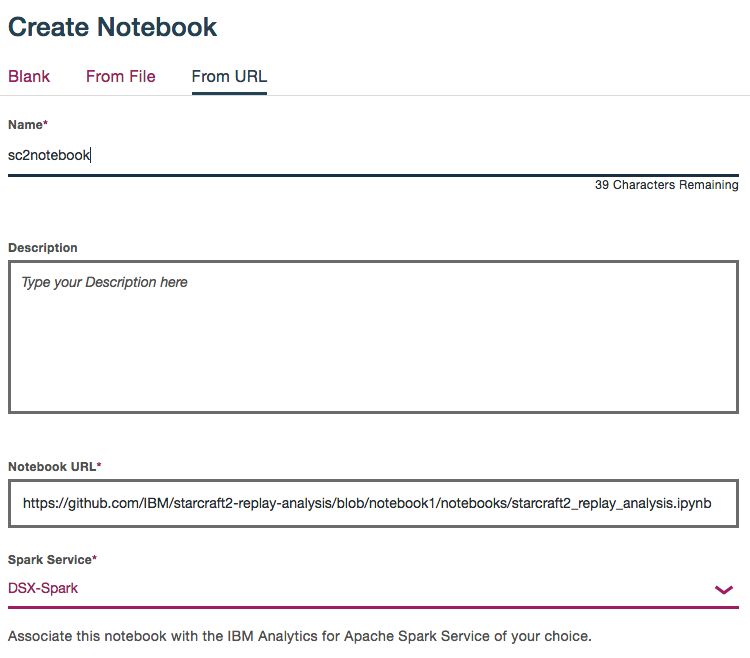 Create Notebook
Blank From File From URL
Name*
sc2notebook
39 Characters Remaining
Description
Type your Description here
Notebook URL*
https://github.com/IBM/starcraft2-replay-analysis/blob/notebook1/notebooks/starcraft2_replay_analysis.ipynb
Spark Service*
DSX-Spark
Associate this notebook with the IBM Analytics for Apache Spark Service of your choice.